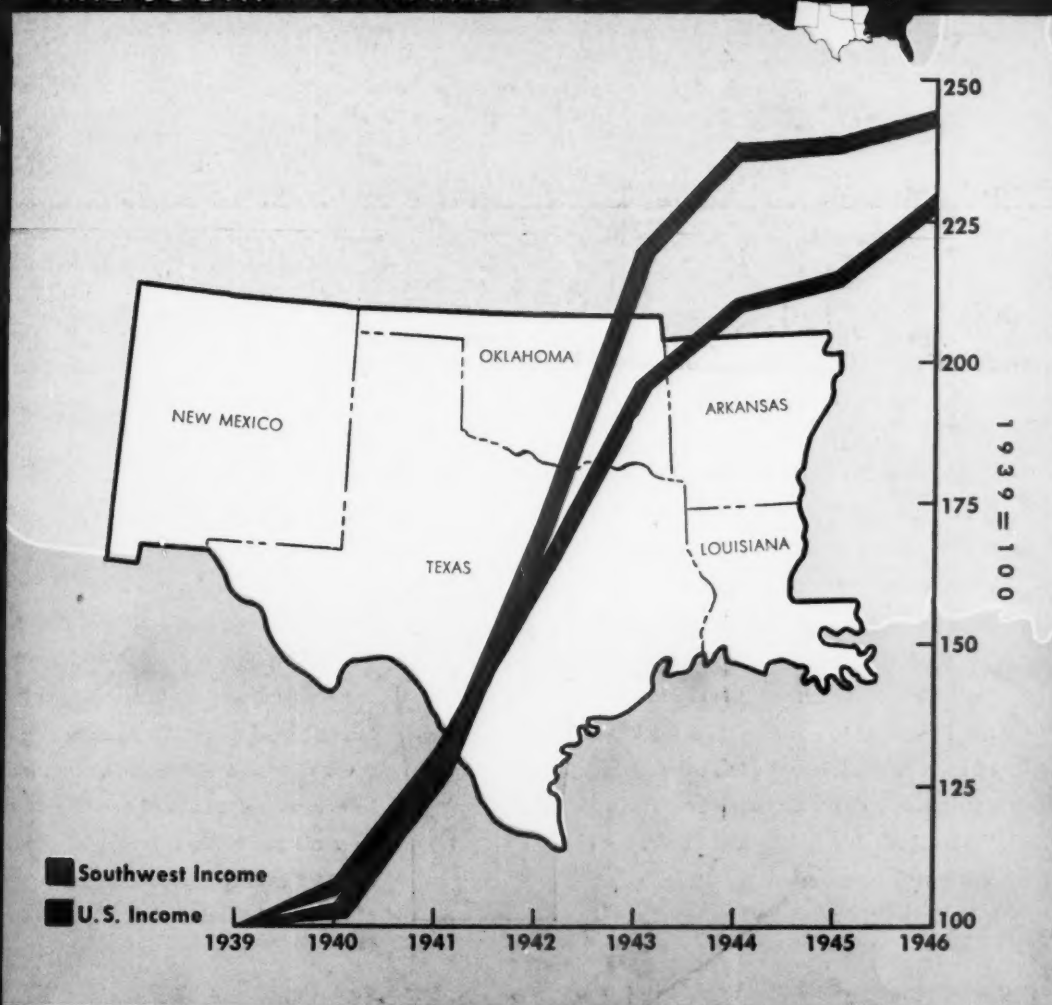 250
225
200
175
150
125
100
1939=100
OKLAHOMA
NEW MEXICO
ARKANSAS
TEXAS
LOUISIANA
Southwest Income
U. S. Income
1939 1940 1941 1942 1943 1944 1945 1946